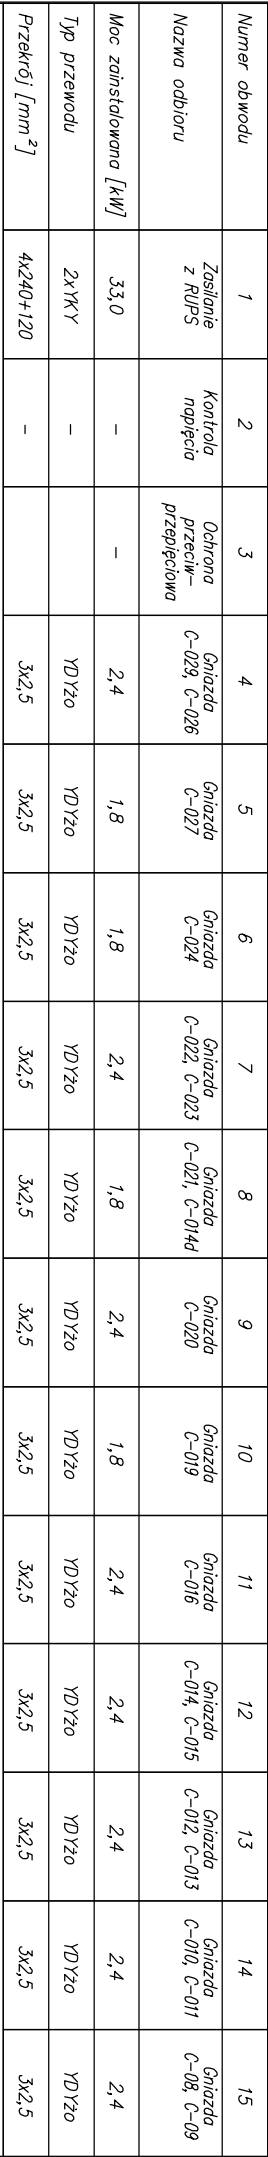 Numer obwodu
1
2
3
4
5
6
7
8
9
10
11
12
13
14
15
Nazwa odbioru
Zasilanie
z RUPS
Kontrola
napięcia
Ochrona
przeciw-
przepięciowa
Gniazda
C-029, C-026
Gniazda
C-027
Gniazda
C-024
Gniazda
C-022, C-023
Gniazda
C-021, C-014d
Gniazda
C-020
Gniazda
C-019
Gniazda
C-016
Gniazda
C-014, C-015
Gniazda
C-012, C-013
Gniazda
C-010, C-011
Gniazda
C-08, C-09
Moc zainstalowana [kW]
33,0
-
-
2,4
1,8
1,8
2,4
1,8
2,4
1,8
2,4
2,4
2,4
2,4
2,4
Typ przewodu
2xYKY
-
YDYżo
YDYżo
YDYżo
YDYżo
YDYżo
YDYżo
YDYżo
YDYżo
YDYżo
YDYżo
YDYżo
YDYżo
Przekrój [mm²]
4x240+120
-
3x2,5
3x2,5
3x2,5
3x2,5
3x2,5
3x2,5
3x2,5
3x2,5
3x2,5
3x2,5
3x2,5
3x2,5